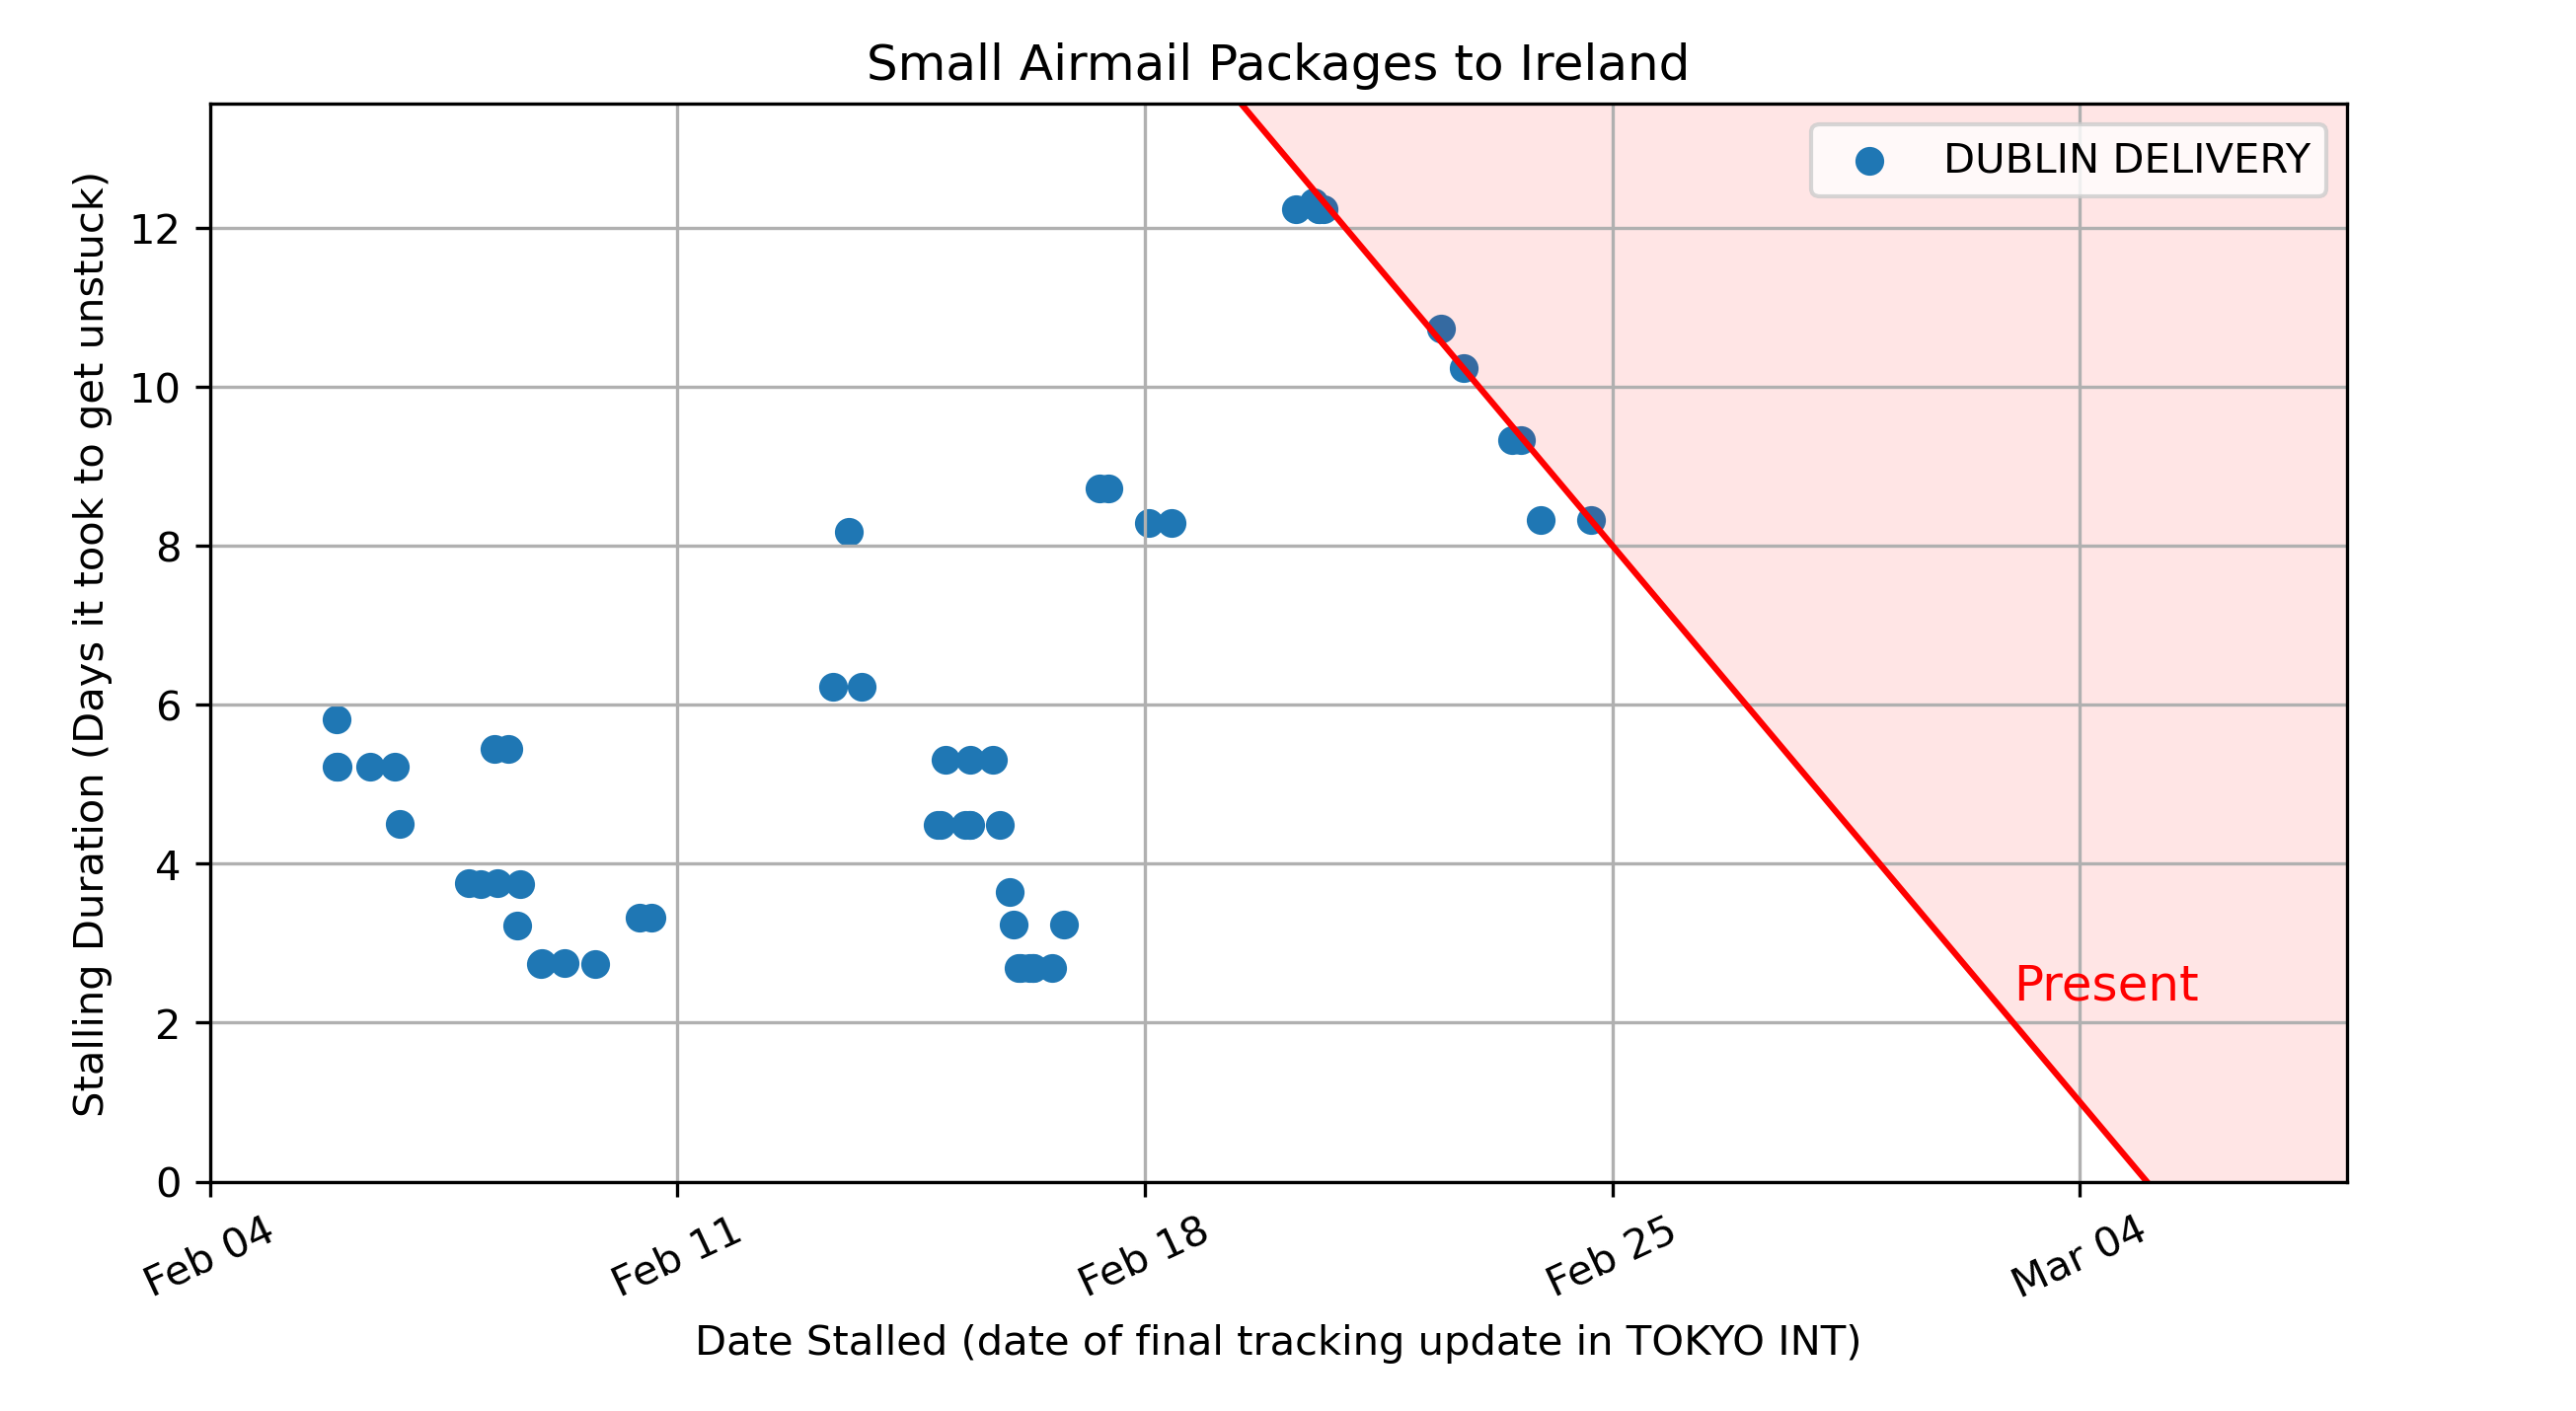 Small Airmail Packages to Ireland
DUBLIN DELIVERY
Stalling Duration (Days it took to get unstuck)
12
10
8
6
4
2
0
Present
Feb 04
Feb 11
Feb 18
Feb 25
Mar 04
Date Stalled (date of final tracking update in TOKYO INT)